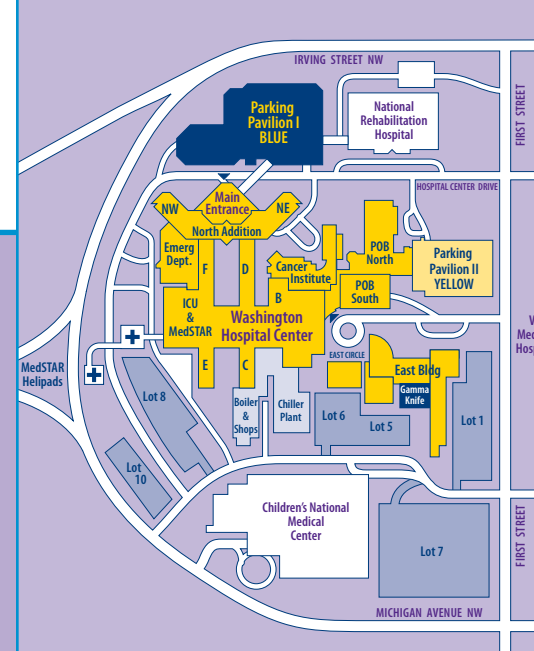 IRVING STREET NW
FIRST STREET
Parking
Pavilion I
BLUE
National
Rehabilitation
Hospital
HOSPITAL CENTER DRIVE
Main
Entrance
NW
NE
North Addition
Emerg
Dept.
F
D
Cancer
Institute
POB
North
Parking
Pavilion II
YELLOW
POB
South
B
ICU
&
MedSTAR
Washington
Hospital Center
V
Med
Hosp
MedSTAR
Helipads
E
C
EAST CIRCLE
East Bldg
Gamma
Knife
Lot 8
Boiler
&
Shops
Chiller
Plant
Lot 6
Lot 5
Lot 1
Lot
10
Children's National
Medical
Center
Lot 7
FIRST STREET
MICHIGAN AVENUE NW